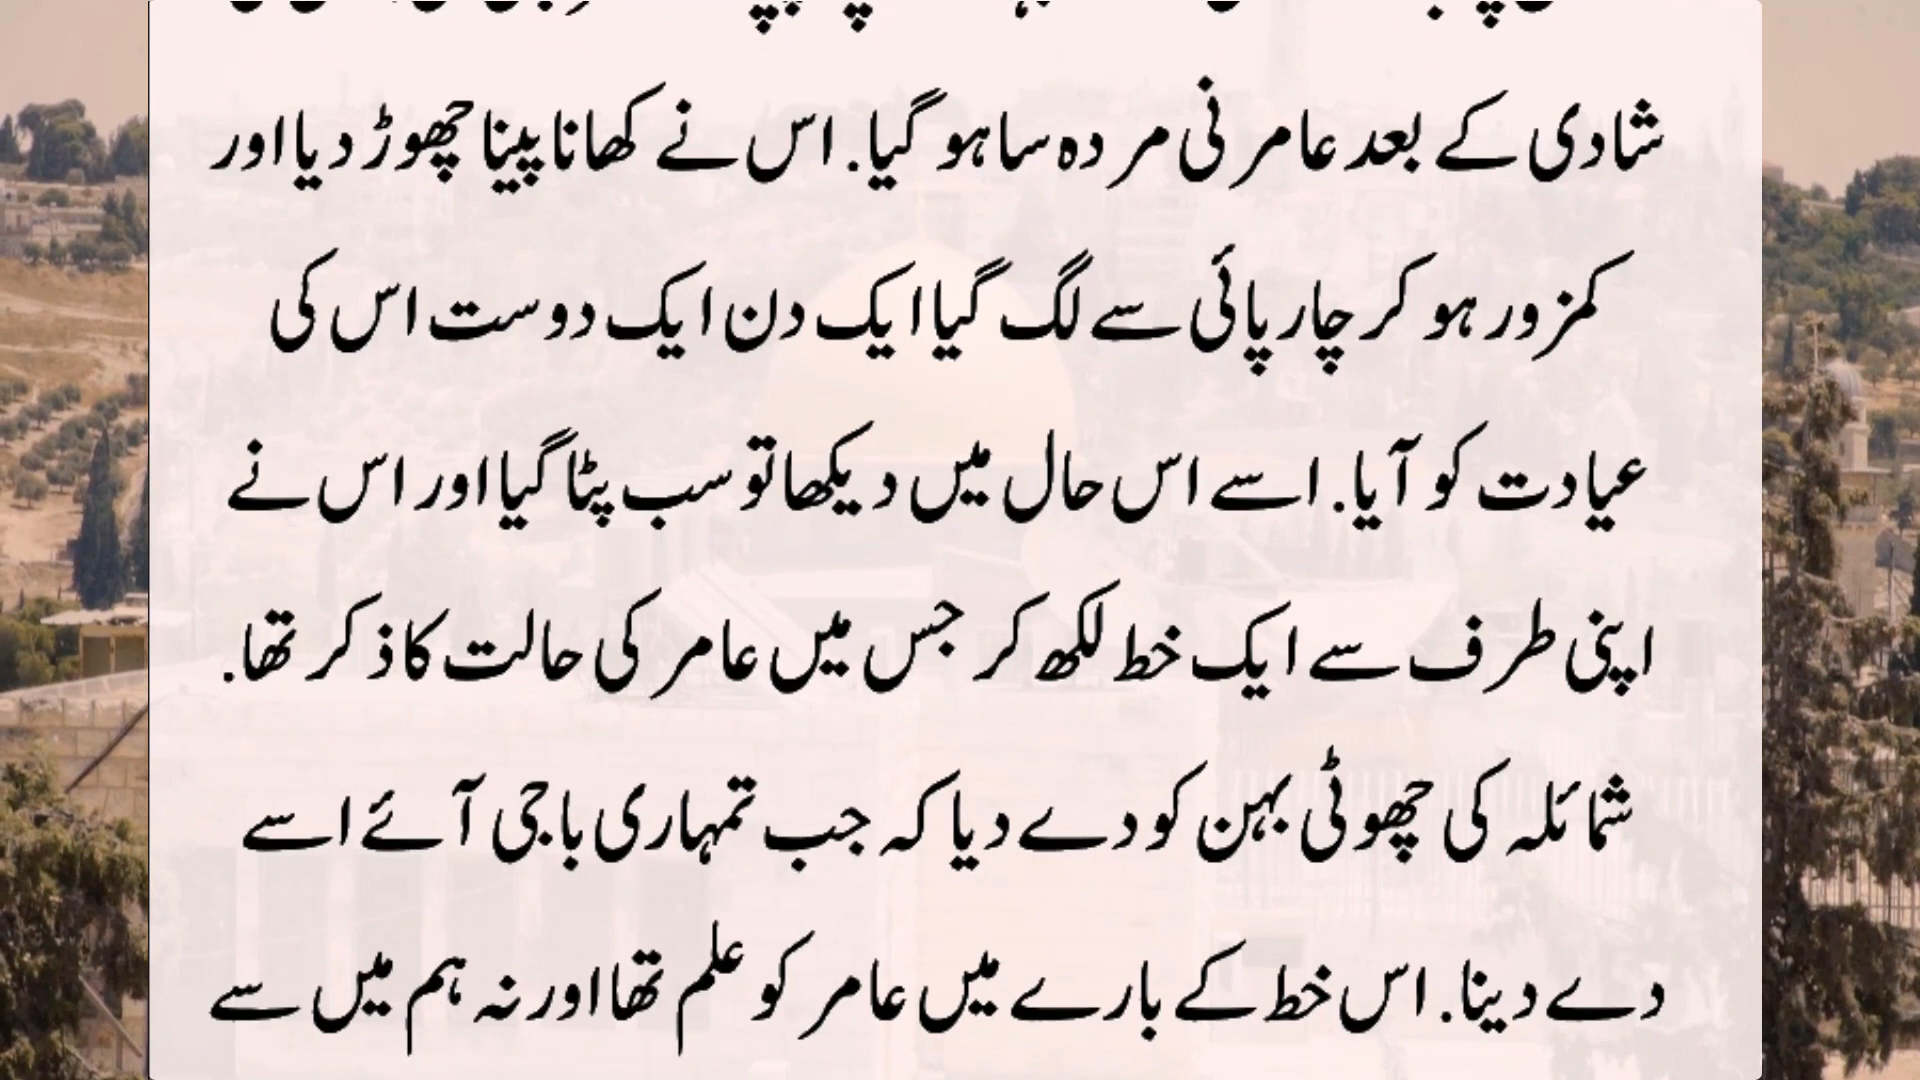 شادی کے بعد عامر نی مردہ سا ہو گیا. اس نے کھانا پینا چھوڑ دیا اور
کمزور ہو کر چارپائی سے لگ گیا ایک دن ایک دوست اس کی
عیادت کو آیا. اسے اس حال میں دیکھا تو سب پٹا گیا اور اس نے
اپنی طرف سے ایک خط لکھ کر جس میں عامر کی حالت کا ذکر تھا.
شمائلہ کی چھوٹی بہن کو دے دیا کہ جب تمہاری باجی آئے اسے
دے دینا. اس خط کے بارے میں عامر کو علم تھا اور نہ ہم میں سے